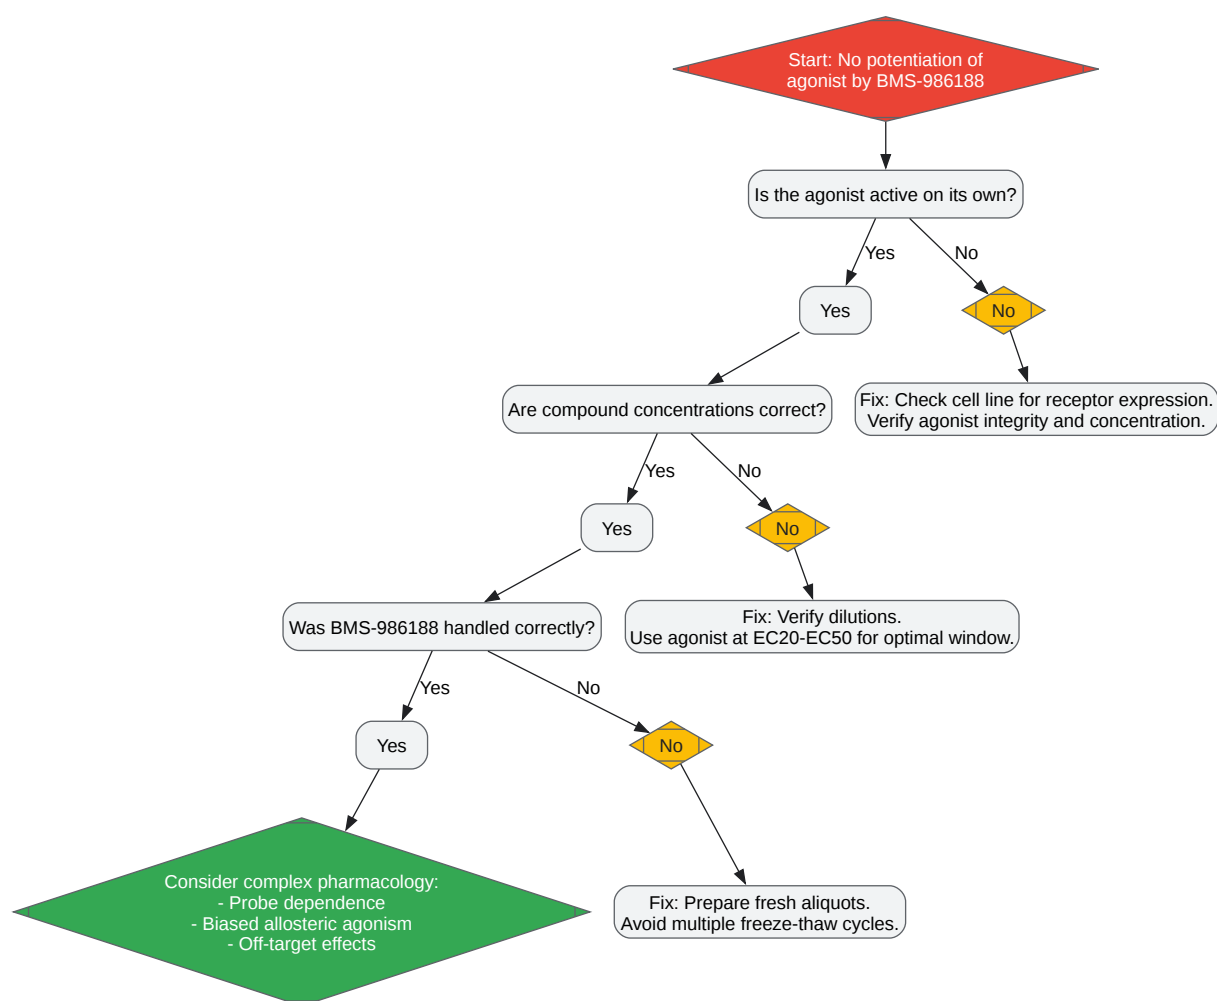 Start: No potentiation of
agonist by BMS-986188
Is the agonist active on its own?
Yes
No
Yes
No
Are compound concentrations correct?
Fix: Check cell line for receptor expression.
Verify agonist integrity and concentration.
Yes
No
Yes
No
Was BMS-986188 handled correctly?
Fix: Verify dilutions.
Use agonist at EC20-EC50 for optimal window.
Yes
No
Yes
No
Consider complex pharmacology:
- Probe dependence
- Biased allosteric agonism
- Off-target effects
Fix: Prepare fresh aliquots.
Avoid multiple freeze-thaw cycles.